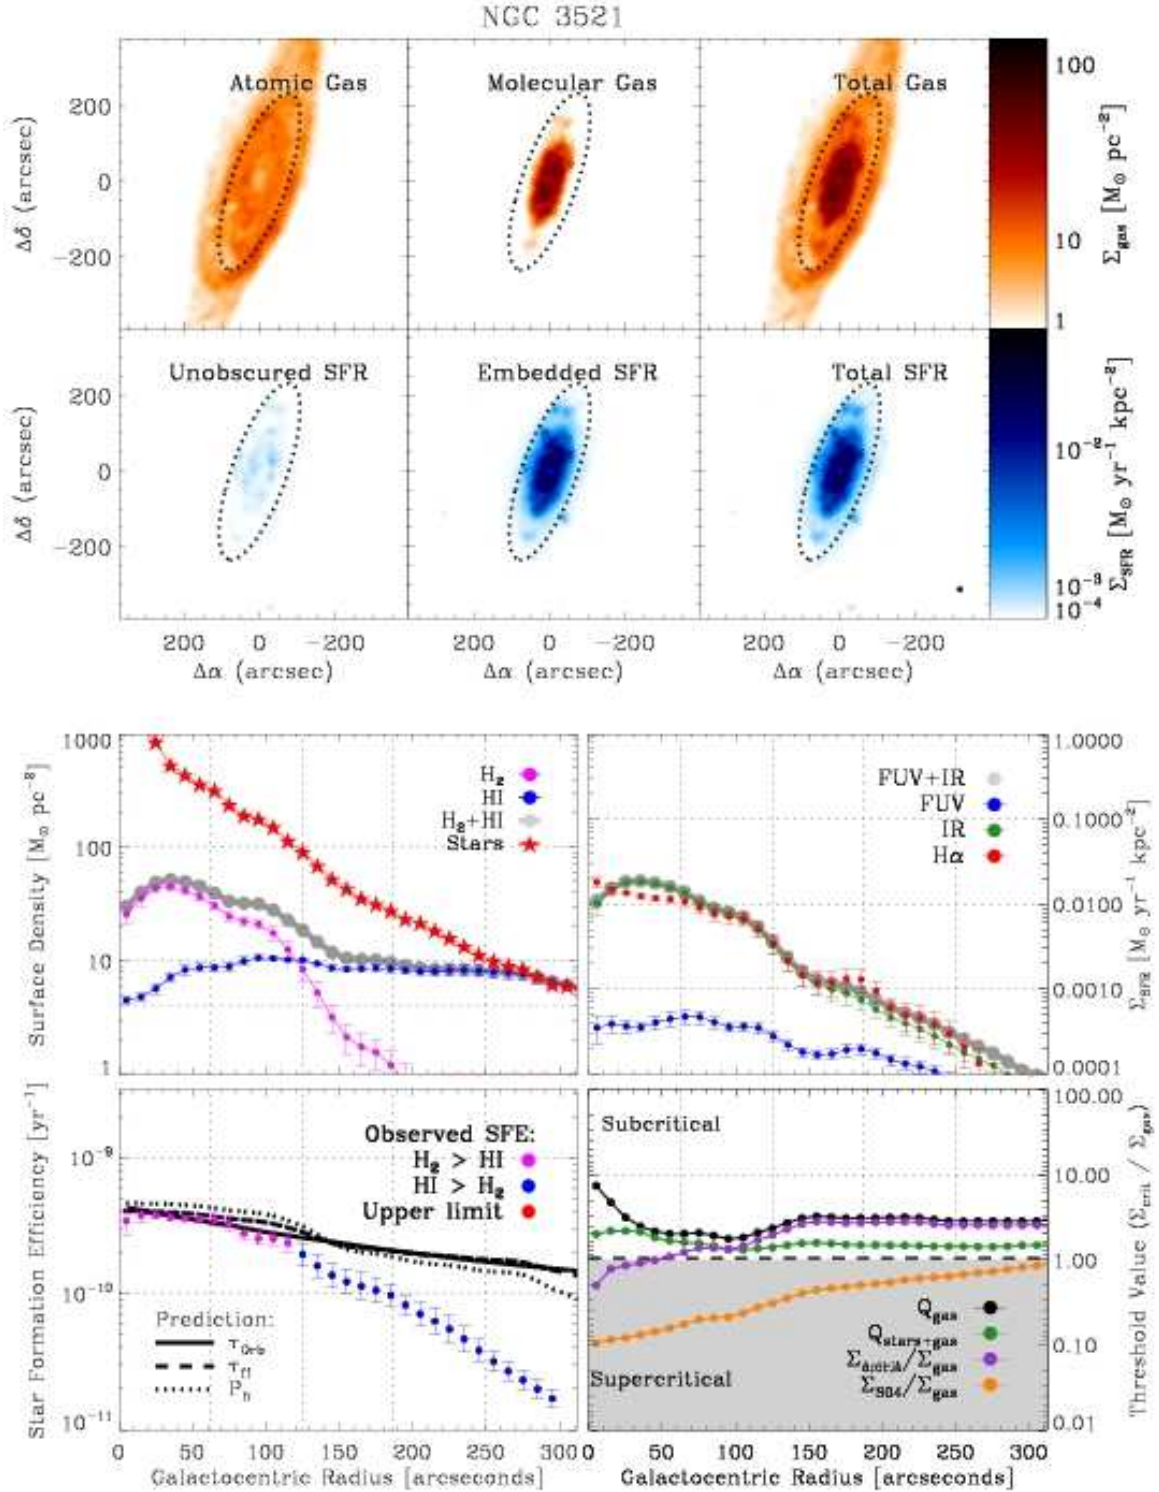 NGC 3521
Atomic Gas
Molecular Gas
Total Gas
200
0
−200
Δδ (arcsec)
100
10
1
Σgas [M⊙ pc⁻²]
Unobscured SFR
Embedded SFR
Total SFR
200
0
−200
Δδ (arcsec)
10⁻²
10⁻³
10⁻⁴
ΣSFR [M⊙ yr⁻¹ kpc⁻²]
200 0 −200
200 0 −200
200 0 −200
Δα (arcsec)
Δα (arcsec)
Δα (arcsec)
1000
100
10
1
Surface Density [M⊙ pc⁻²]
H₂
HI
H₂+HI
Stars
FUV+IR
FUV
IR
Hα
1.0000
0.1000
0.0100
0.0010
0.0001
ΣSFR [M⊙ yr⁻¹ kpc⁻²]
10⁻⁹
10⁻¹⁰
10⁻¹¹
Star Formation Efficiency [yr⁻¹]
Observed SFE:
H₂ > HI
HI > H₂
Upper limit
Prediction:
τOrb
τff
Ph
0 50 100 150 200 250 300
Galactocentric Radius [arcseconds]
Subcritical
Supercritical
Qgas
Qstars+gas
Σcrit,A/Σgas
ΣS04/Σgas
100.00
10.00
1.00
0.10
0.01
Threshold Value (Σcrit / Σgas)
0 50 100 150 200 250 300
Galactocentric Radius [arcseconds]